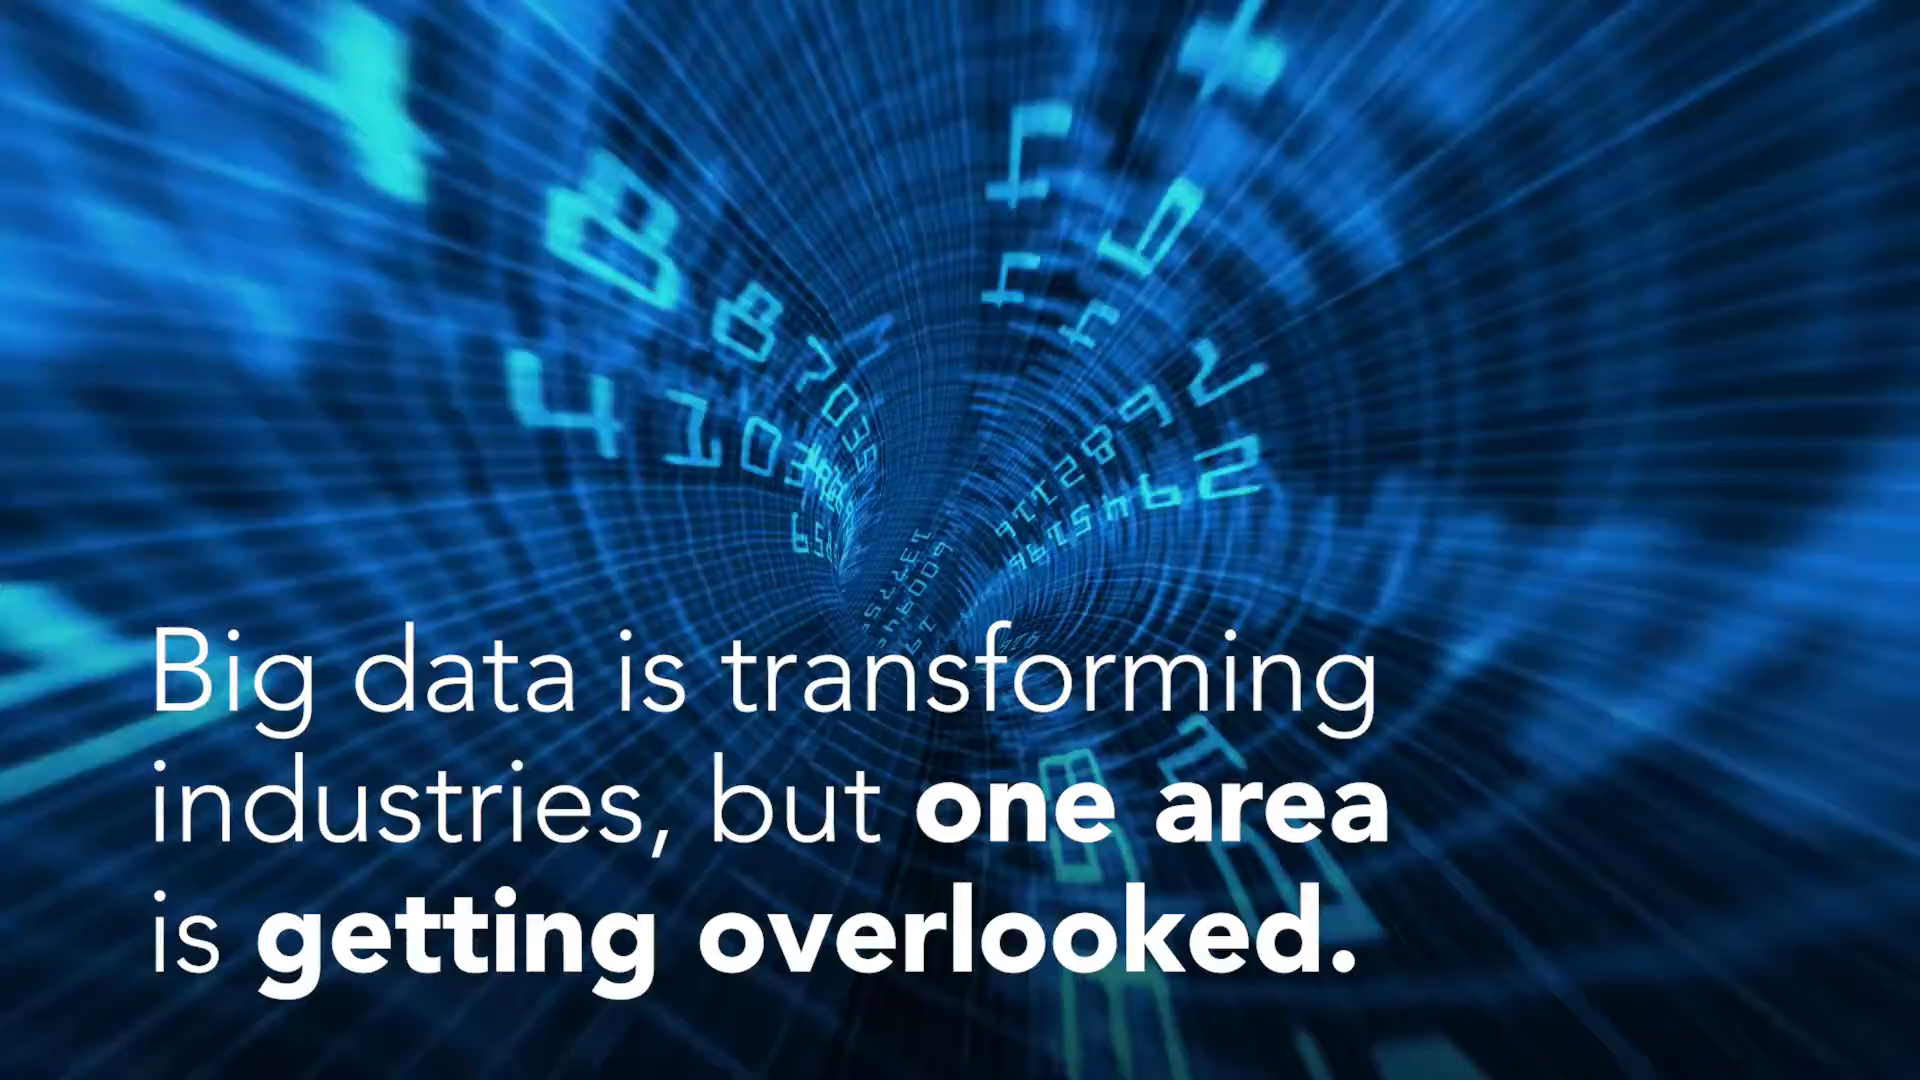 Big data is transforming
industries, but one area
is getting overlooked.